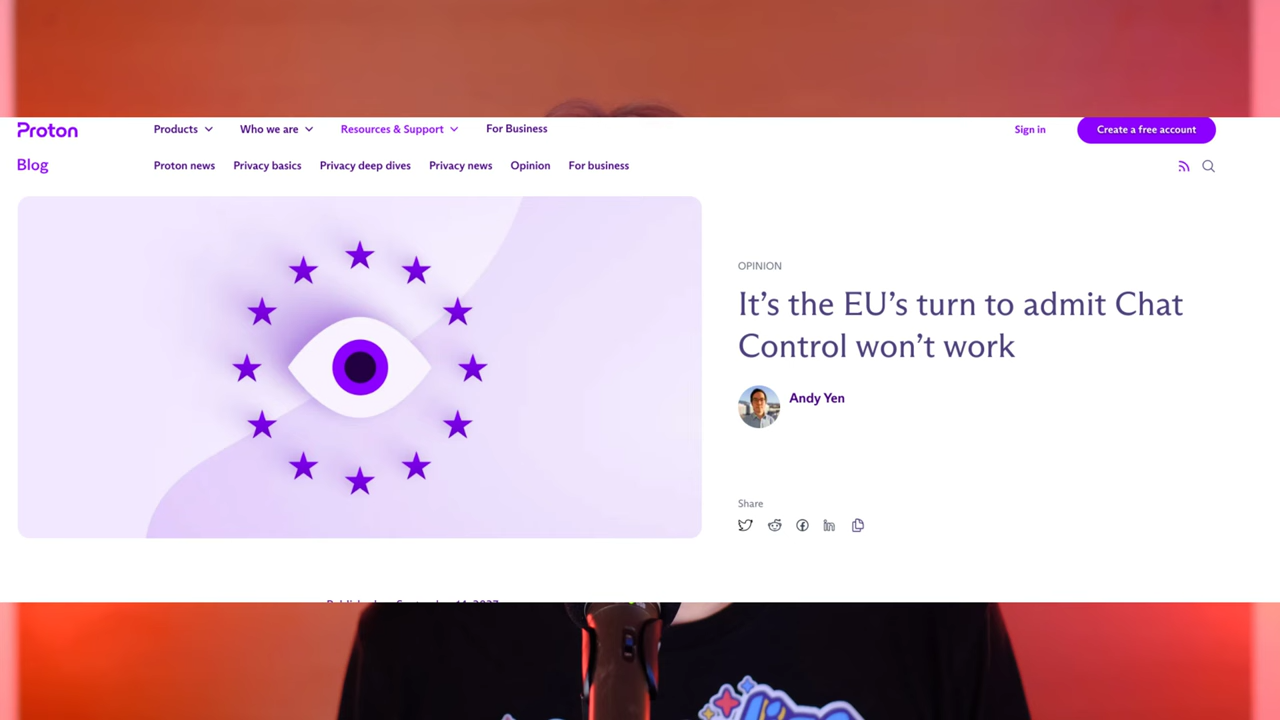 Proton
Products
Who we are
Resources & Support
For Business
Sign in
Create a free account
Blog
Proton news
Privacy basics
Privacy deep dives
Privacy news
Opinion
For business
OPINION
It's the EU's turn to admit Chat
Control won't work
Andy Yen
Share